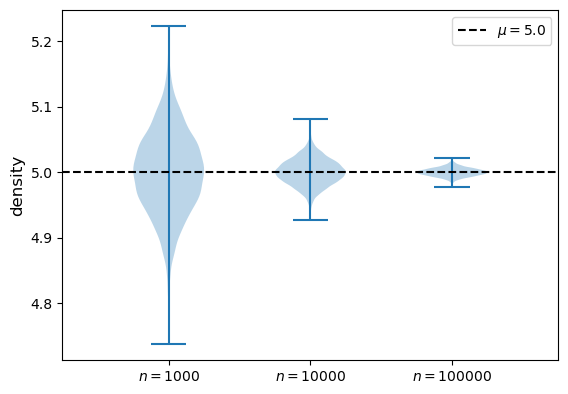 μ = 5.0
5.2
5.1
5.0
4.9
4.8
density
n = 1000
n = 10000
n = 100000